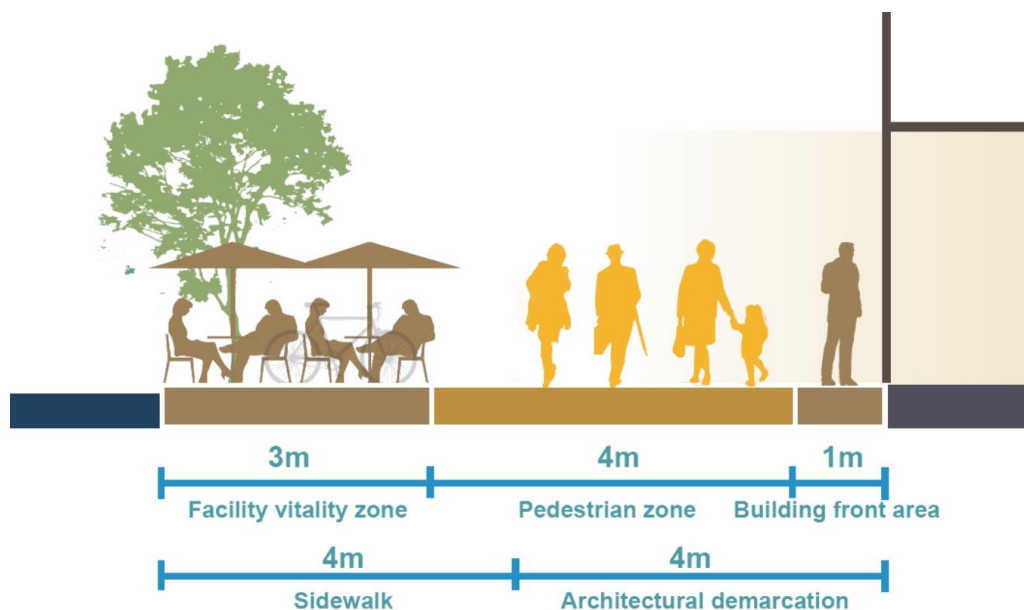 3m
4m
1m
Facility vitality zone
Pedestrian zone
Building front area
4m
4m
Sidewalk
Architectural demarcation